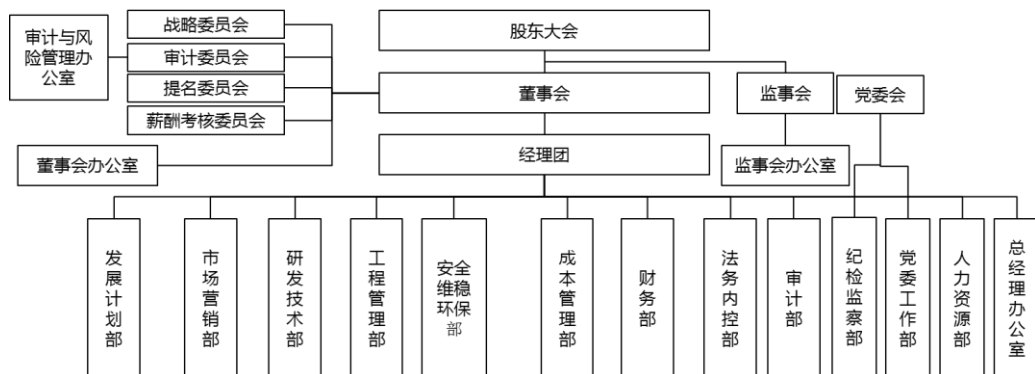 战略委员会
股东大会
审计与风
险管理办
公室
审计委员会
提名委员会
董事会
监事会
党委会
薪酬考核委员会
董事会办公室
经理团
监事会办公室
发展计划部
市场营销部
研发技术部
工程管理部
安全
维稳
环保
部
成本管理部
财务部
法务内控部
审计部
纪检监察部
党委工作部
人力资源部
总经理办公室